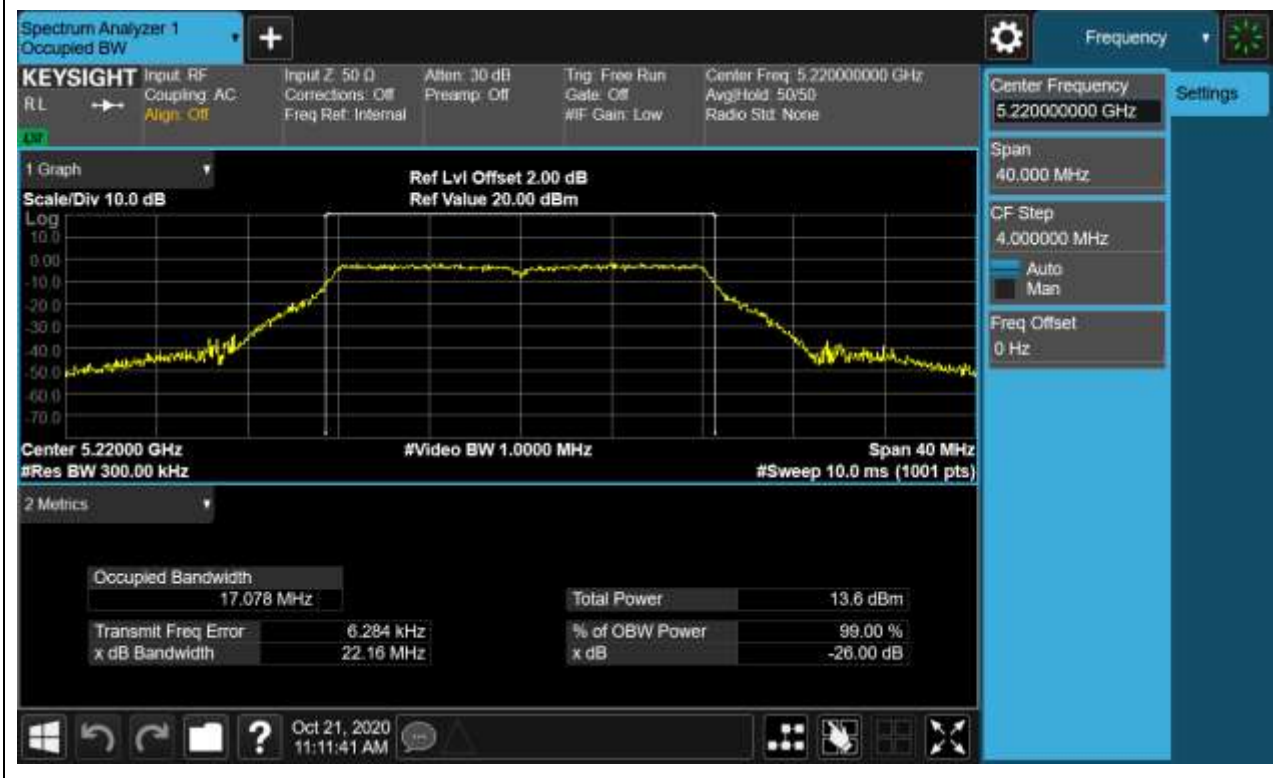 Spectrum Analyzer 1
Occupied BW
Frequency
KEYSIGHT
Input: RF
Coupling: AC
Align: Off
Input Z: 50 Ω
Corrections: Off
Freq Ref: Internal
Atten: 30 dB
Preamp: Off
Trig: Free Run
Gate: Off
#IF Gain: Low
Center Freq: 5.220000000 GHz
Avg|Hold: 50/50
Radio Std: None
RL
Center Frequency
5.220000000 GHz
Settings
Span
40.000 MHz
CF Step
4.000000 MHz
Auto
Man
Freq Offset
0 Hz
1 Graph
Scale/Div 10.0 dB
Ref Lvl Offset 2.00 dB
Ref Value 20.00 dBm
Log
10.0
0.00
-10.0
-20.0
-30.0
-40.0
-50.0
-60.0
-70.0
Center 5.22000 GHz
#Video BW 1.0000 MHz
Span 40 MHz
#Res BW 300.00 kHz
#Sweep 10.0 ms (1001 pts)
2 Metrics
Occupied Bandwidth
17.078 MHz
Total Power 13.6 dBm
Transmit Freq Error 6.284 kHz
% of OBW Power 99.00 %
x dB Bandwidth 22.16 MHz
x dB -26.00 dB
?
Oct 21, 2020
11:11:41 AM